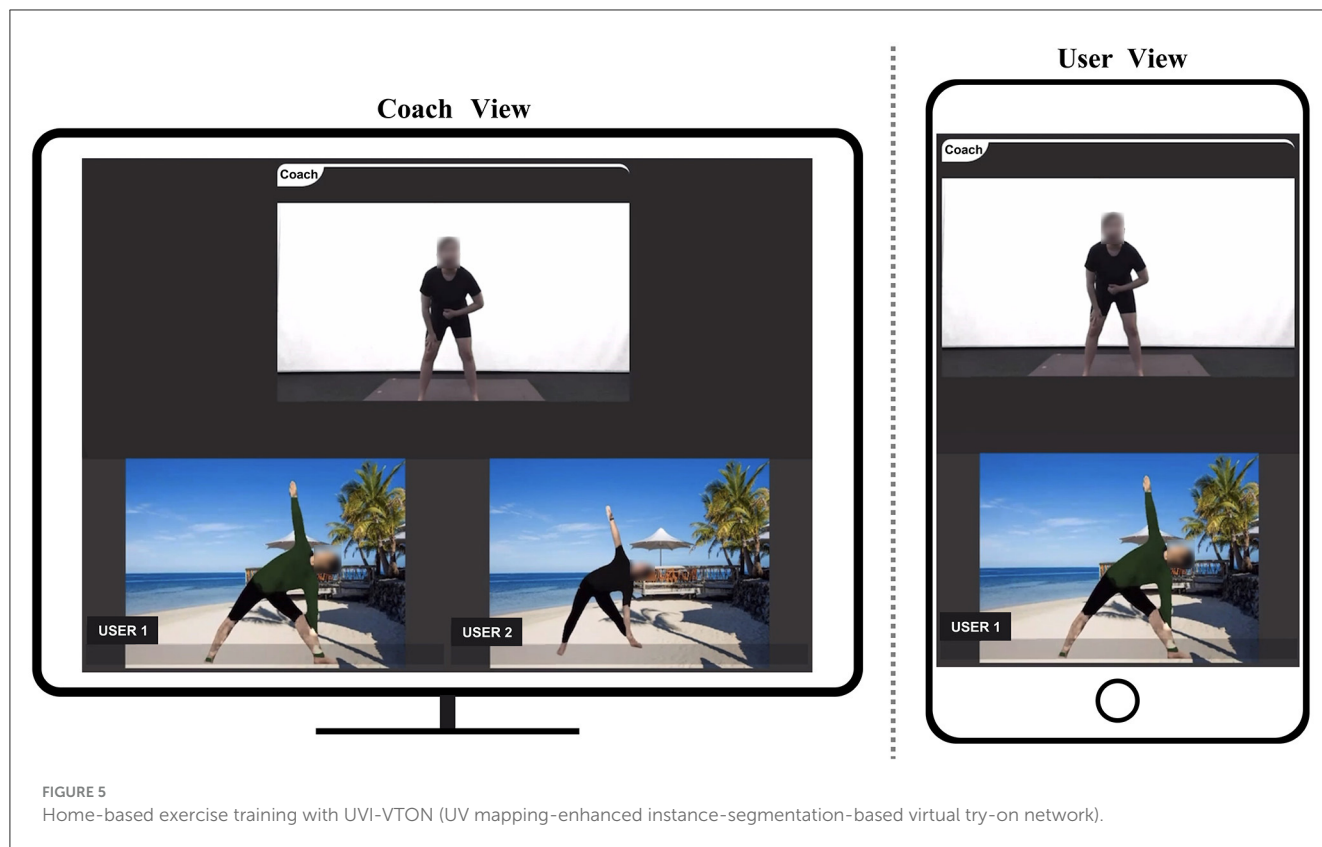 Coach View
Coach
USER 1
USER 2
User View
Coach
USER 1
FIGURE 5
Home-based exercise training with UVI-VTON (UV mapping-enhanced instance-segmentation-based virtual try-on network).